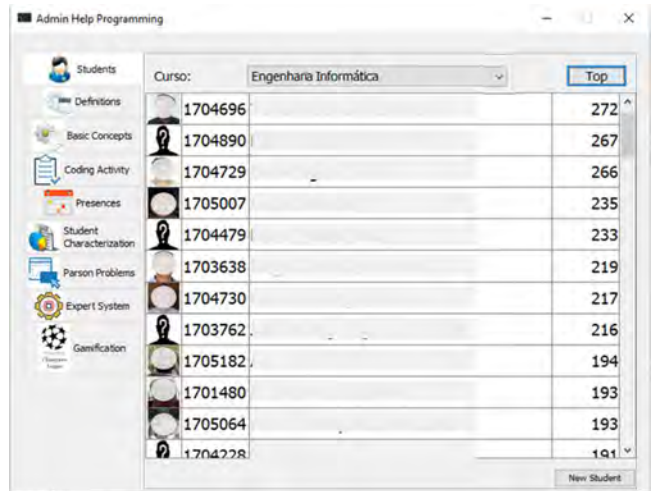 Admin Help Programming
Students
Definitions
Basic Concepts
Coding Activity
Presences
Student
Characterization
Parson Problems
Expert System
Gamification
Curso: Engenharia Informática Top
1704696 272
1704890 267
1704729 266
1705007 235
1704479 233
1703638 219
1704730 217
1703762 216
1705182 194
1701480 193
1705064 193
1704228 191
New Student